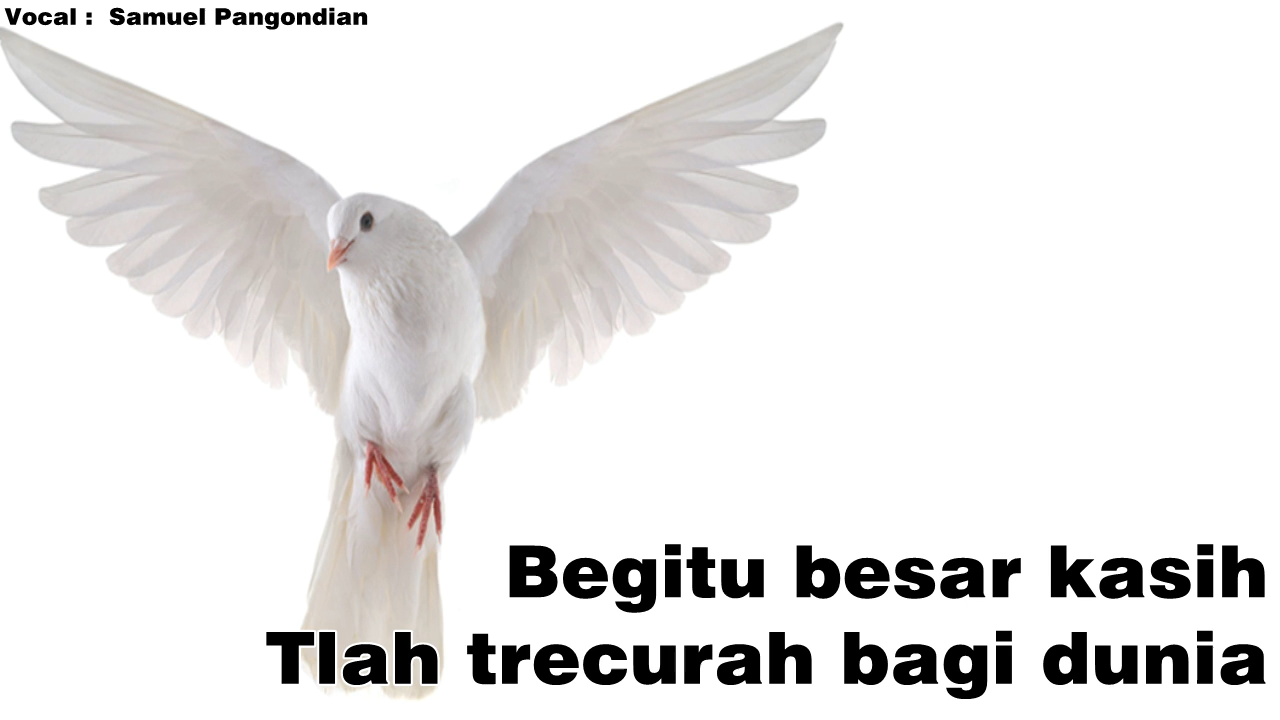 Vocal :  Samuel Pangondian
Begitu besar kasih
Tlah trecurah bagi dunia